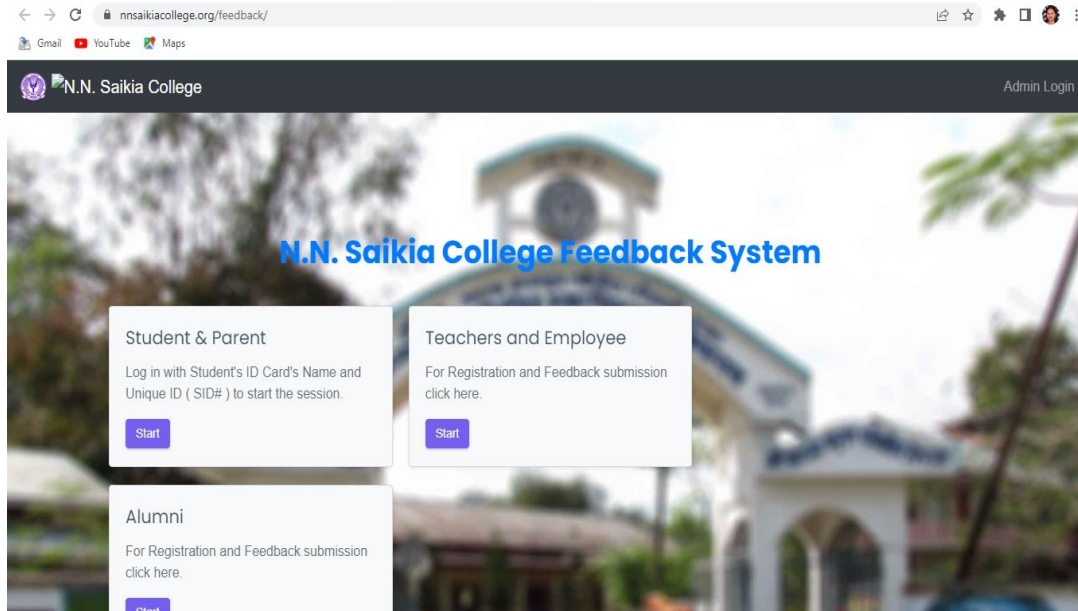 nnsaikiacollege.org/feedback/
Gmail YouTube Maps
N.N. Saikia College
Admin Login
N.N. Saikia College Feedback System
Student & Parent
Log in with Student's ID Card's Name and
Unique ID ( SID# ) to start the session.
Start
Teachers and Employee
For Registration and Feedback submission
click here.
Start
Alumni
For Registration and Feedback submission
click here.
Start